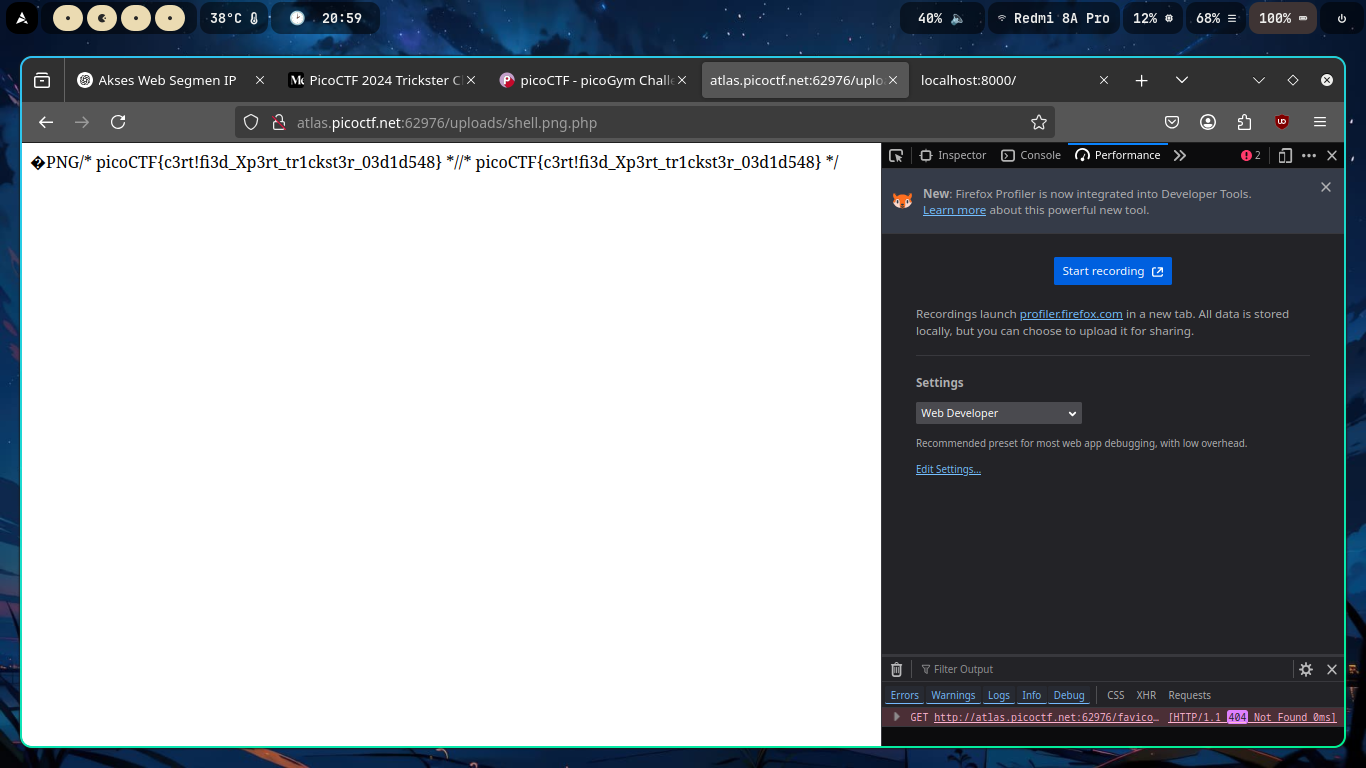 38°C 20:59 40% Redmi 8A Pro 12% 68% 100%
Akses Web Segmen IP PicoCTF 2024 Trickster C picoCTF - picoGym Chall atlas.picoctf.net:62976/uplo localhost:8000/
atlas.picoctf.net:62976/uploads/shell.png.php
�PNG/* picoCTF{c3rt!fi3d_Xp3rt_tr1ckst3r_03d1d548} *//* picoCTF{c3rt!fi3d_Xp3rt_tr1ckst3r_03d1d548} */
Inspector Console Performance 2
New: Firefox Profiler is now integrated into Developer Tools.
Learn more about this powerful new tool.
Start recording
Recordings launch profiler.firefox.com in a new tab. All data is stored
locally, but you can choose to upload it for sharing.
Settings
Web Developer
Recommended preset for most web app debugging, with low overhead.
Edit Settings...
Filter Output
Errors Warnings Logs Info Debug CSS XHR Requests
GET http://atlas.picoctf.net:62976/favico… [HTTP/1.1 404 Not Found 0ms]